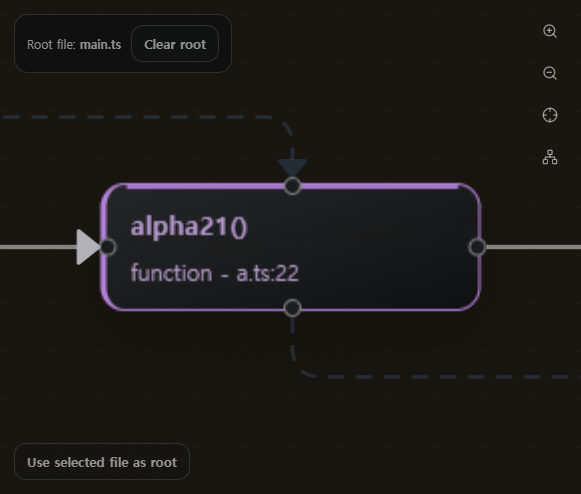 Root file: main.ts
Clear root
alpha21()
function - a.ts:22
Use selected file as root